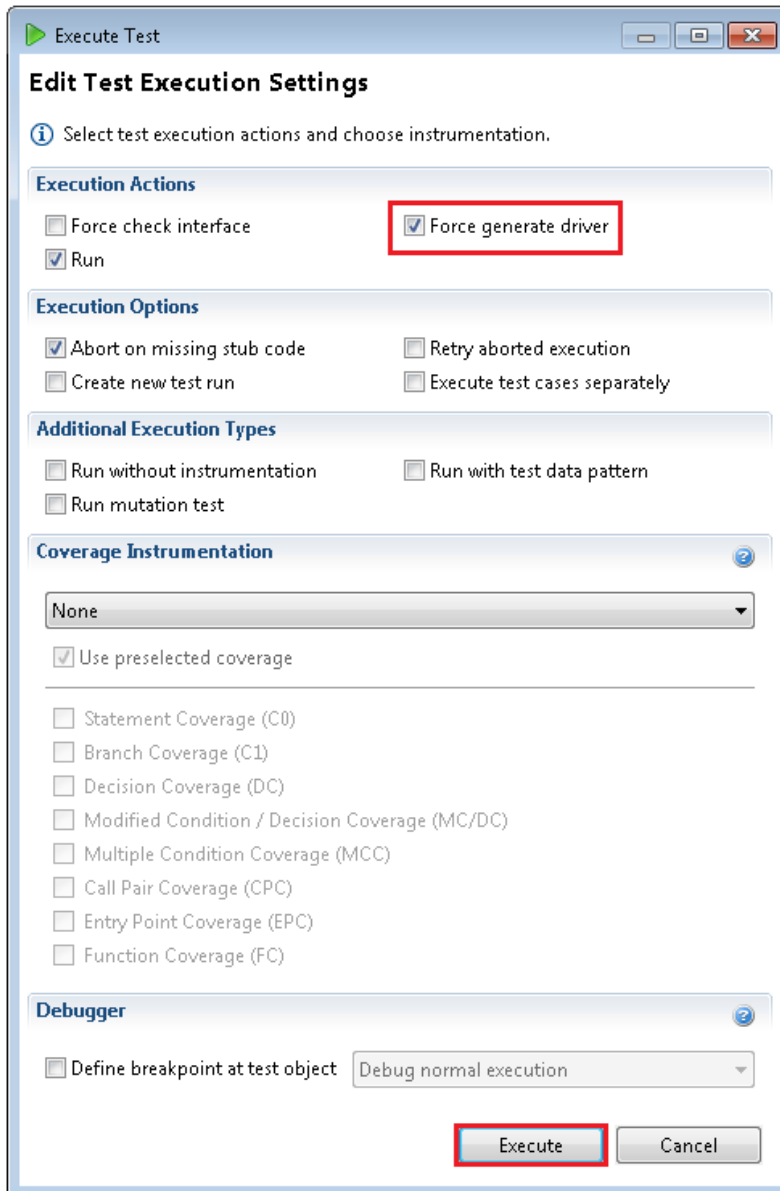 Execute Test
Edit Test Execution Settings
Select test execution actions and choose instrumentation.
Execution Actions
Force check interface Force generate driver
Run
Execution Options
Abort on missing stub code Retry aborted execution
Create new test run Execute test cases separately
Additional Execution Types
Run without instrumentation Run with test data pattern
Run mutation test
Coverage Instrumentation
None
Use preselected coverage
Statement Coverage (C0)
Branch Coverage (C1)
Decision Coverage (DC)
Modified Condition / Decision Coverage (MC/DC)
Multiple Condition Coverage (MCC)
Call Pair Coverage (CPC)
Entry Point Coverage (EPC)
Function Coverage (FC)
Debugger
Define breakpoint at test object Debug normal execution
Execute Cancel